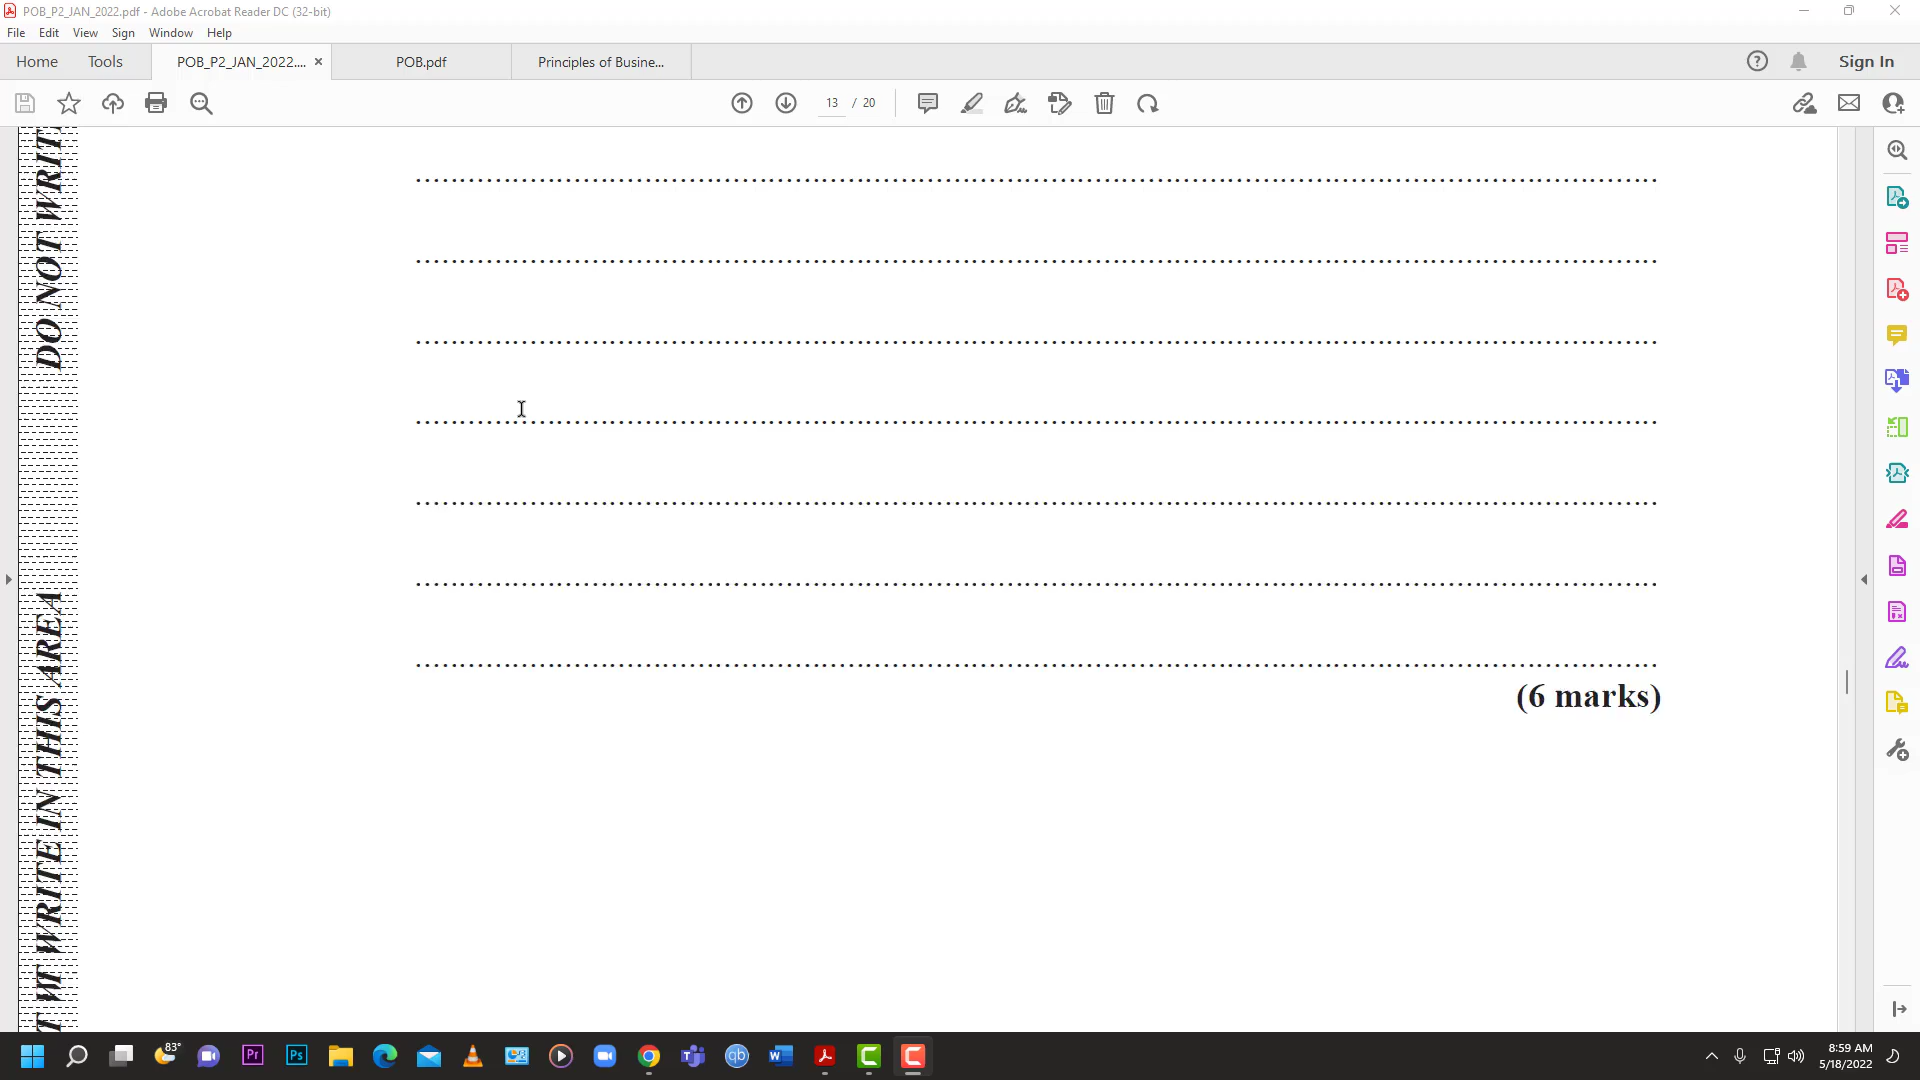 POB_P2_JAN_2022.pdf - Adobe Acrobat Reader DC (32-bit)
File Edit View Sign Window Help
Home Tools POB_P2_JAN_2022.... POB.pdf Principles of Busine... Sign In
13 / 20
DO NOT WRIT
T WRITE IN THIS AREA
(6 marks)
83°
8:59 AM
5/18/2022